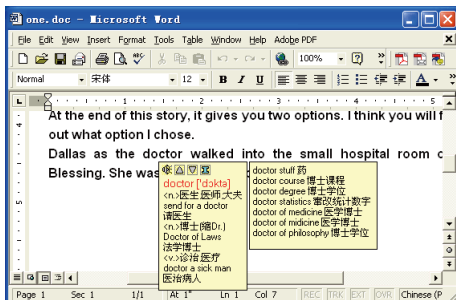 one.doc - Microsoft Word
File Edit View Insert Format Tools Table Window Help Adobe PDF
100%
Normal 宋体 12 B I U A
1 2 3 4 5
At the end of this story, it gives you two options. I think you will f
out what option I chose.
Dallas as the doctor walked into the small hospital room o
Blessing. She was
doctor ['dɔktə]
<n.>医生,医师,大夫
send for a doctor
请医生
<n.>博士(缩Dr.)
Doctor of Laws
法学博士
<v.>诊治,医疗
doctor a sick man
医治病人
doctor stuff 药
doctor course 博士课程
doctor degree 博士学位
doctor statistics 窜改统计数字
doctor of medicine 医学博士
doctor of midicine 医学博士
doctor of philosophy 博士学位
Page 1 Sec 1 1/1 At 1" Ln 1 Col 7 REC TRK EXT OVR Chinese (P